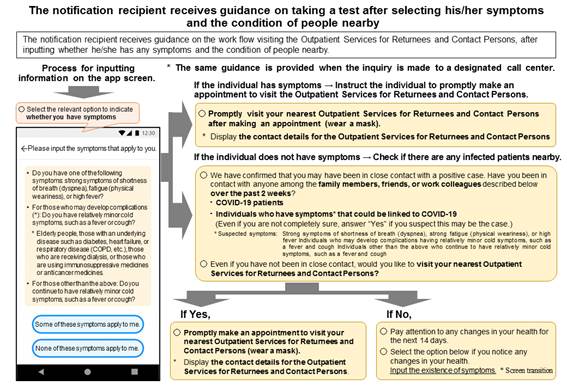 The notification recipient receives guidance on taking a test after selecting his/her symptoms
and the condition of people nearby
The notification recipient receives guidance on the work flow visiting the Outpatient Services for Returnees and Contact Persons, after
inputting whether he/she has any symptoms and the condition of people nearby.
Process for inputting
information on the app screen.
○ Select the relevant option to indicate
whether you have symptoms
12:30
←Please input the symptoms that apply to you.
• Do you have one of the following
symptoms: strong symptoms of shortness
of breath (dyspnea), fatigue (physical
weariness), or high fever?
• For those who may develop complications
(*): Do you have relatively minor cold
symptoms, such as a fever or cough?
* Elderly people, those with an underlying
disease such as diabetes, heart failure, or
respiratory disease (COPD, etc.), those
who are receiving dialysis, or those who are
using immunosuppressive medicines
or anticancer medicines
• For those other than the above: Do you
continue to have relatively minor cold
symptoms, such as a fever or cough?
Some of these symptoms apply to me.
None of these symptoms apply to me.
* The same guidance is provided when the inquiry is made to a designated call center.
If the individual has symptoms → Instruct the individual to promptly make an
appointment to visit the Outpatient Services for Returnees and Contact Persons.
○ Promptly visit your nearest Outpatient Services for Returnees and Contact Persons
after making an appointment (wear a mask).
* Display the contact details for the Outpatient Services for Returnees and Contact Persons
If the individual does not have symptoms → Check if there are any infected patients nearby.
○ We have confirmed that you may have been in close contact with a positive case. Have you been in
contact with anyone among the family members, friends, or work colleagues described below
over the past 2 weeks?
• COVID-19 patients
• Individuals who have symptoms* that could be linked to COVID-19
(Even if you are not completely sure, answer "Yes" if you suspect this may be the case.)
* Suspected symptoms: Strong symptoms of shortness of breath (dyspnea), strong fatigue (physical weariness), or high
fever Individuals who may develop complications having relatively minor cold symptoms, such as
a fever and cough Individuals other than the above who continue to have relatively minor cold
symptoms, such as a fever and cough
○ Even if you have not been in close contact, would you like to visit your nearest Outpatient
Services for Returnees and Contact Persons?
If Yes,
○ Promptly make an appointment to visit your
nearest Outpatient Services for Returnees and
Contact Persons (wear a mask).
* Display the contact details for the Outpatient
Services for Returnees and Contact Persons.
If No,
○ Pay attention to any changes in your health for
the next 14 days.
○ Select the option below if you notice any
changes in your health.
Input the existence of symptoms. * Screen transition